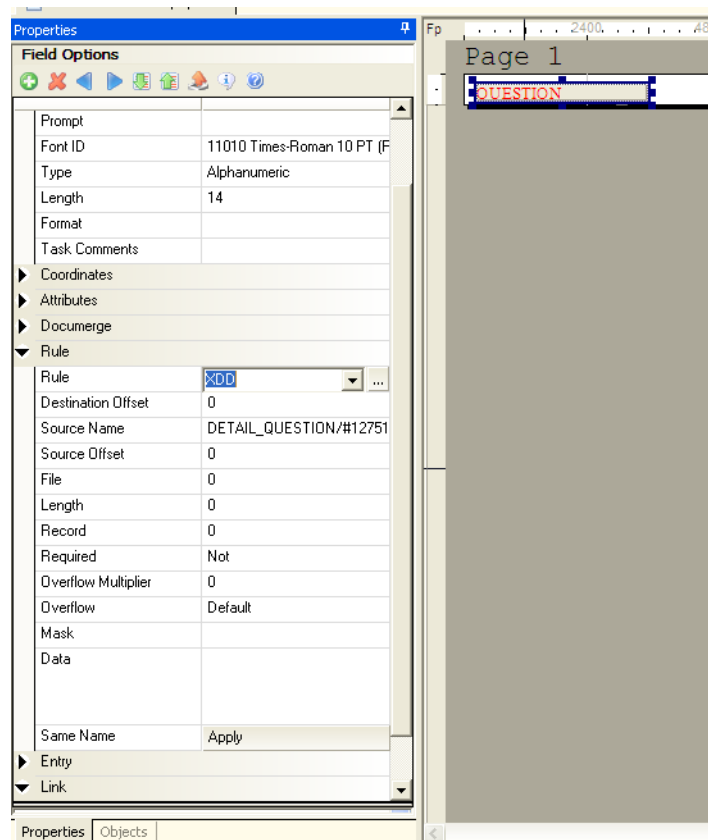 Properties
Fp
2400
48
Field Options
Page 1
QUESTION
Prompt
Font ID 11010 Times-Roman 10 PT (F
Type Alphanumeric
Length 14
Format
Task Comments
Coordinates
Attributes
Documerge
Rule
Rule XDD ...
Destination Offset 0
Source Name DETAIL_QUESTION/#12751
Source Offset 0
File 0
Length 0
Record 0
Required Not
Overflow Multiplier 0
Overflow Default
Mask
Data
Same Name Apply
Entry
Link
Properties Objects